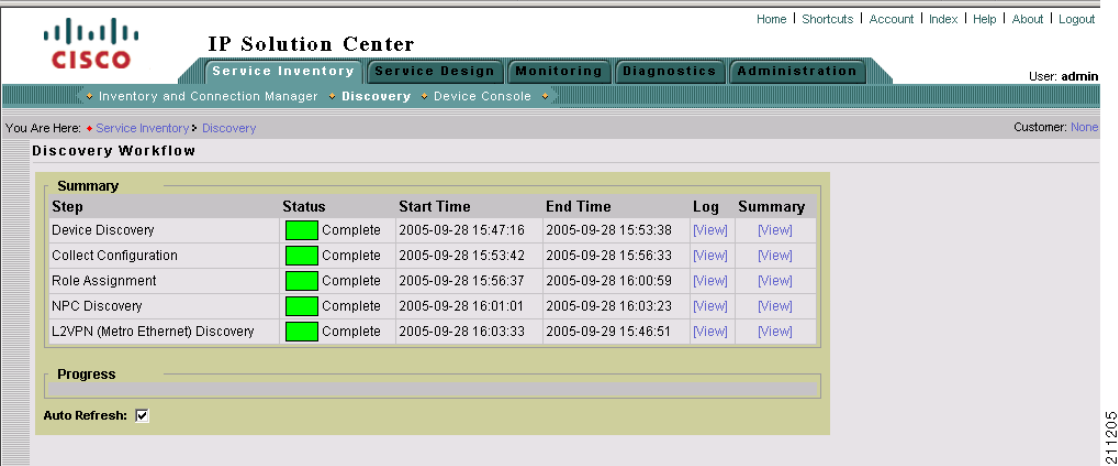 Home | Shortcuts | Account | Index | Help | About | Logout
CISCO
IP Solution Center
Service Inventory Service Design Monitoring Diagnostics Administration
User: admin
Inventory and Connection Manager Discovery Device Console
You Are Here: Service Inventory Discovery Customer: None
Discovery Workflow
Summary
Step Status Start Time End Time Log Summary
Device Discovery Complete 2005-09-28 15:47:16 2005-09-28 15:53:38 [View] [View]
Collect Configuration Complete 2005-09-28 15:53:42 2005-09-28 15:56:33 [View] [View]
Role Assignment Complete 2005-09-28 15:56:37 2005-09-28 16:00:59 [View] [View]
NPC Discovery Complete 2005-09-28 16:01:01 2005-09-28 16:03:23 [View] [View]
L2VPN (Metro Ethernet) Discovery Complete 2005-09-28 16:03:33 2005-09-29 15:46:51 [View] [View]
Progress
Auto Refresh:
211205